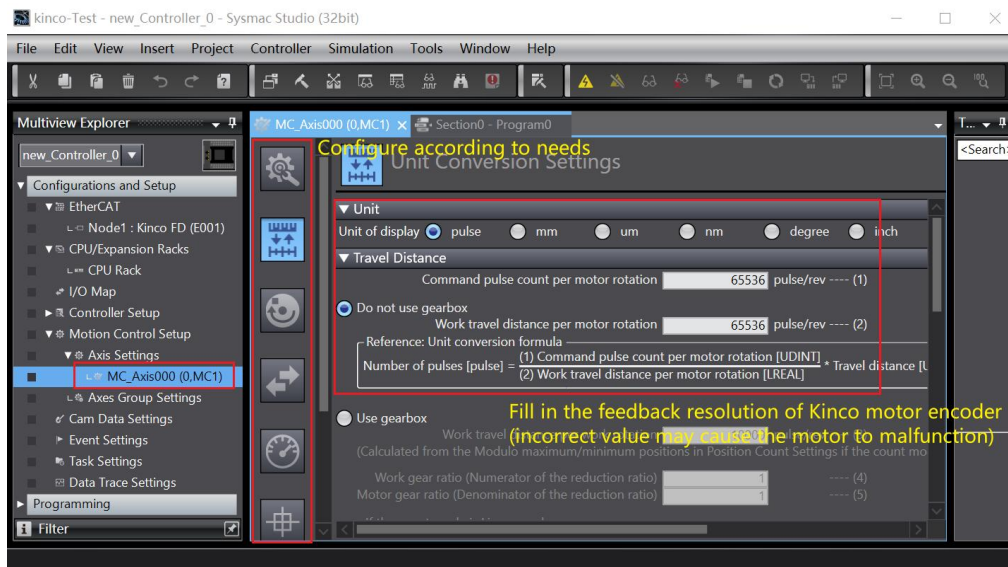 kinco-Test - new_Controller_0 - Sysmac Studio (32bit)
File Edit View Insert Project Controller Simulation Tools Window Help
Multiview Explorer
new_Controller_0
Configurations and Setup
EtherCAT
Node1 : Kinco FD (E001)
CPU/Expansion Racks
CPU Rack
I/O Map
Controller Setup
Motion Control Setup
Axis Settings
MC_Axis000 (0,MC1)
Axes Group Settings
Cam Data Settings
Event Settings
Task Settings
Data Trace Settings
Programming
Filter
MC_Axis000 (0,MC1) Section0 - Program0
Configure according to needs
Unit Conversion Settings
Unit
Unit of display pulse mm um nm degree inch
Travel Distance
Command pulse count per motor rotation 65536 pulse/rev ---- (1)
Do not use gearbox
Work travel distance per motor rotation 65536 pulse/rev ---- (2)
Reference: Unit conversion formula
(1) Command pulse count per motor rotation [UDINT]
Number of pulses [pulse] = * Travel distance [L
(2) Work travel distance per motor rotation [LREAL]
Use gearbox
Fill in the feedback resolution of Kinco motor encoder
Work travel
(incorrect value may cause the motor to malfunction)
(Calculated from the Modulo maximum/minimum positions in Position Count Settings if the count mo
Work gear ratio (Numerator of the reduction ratio) 1 ---- (4)
Motor gear ratio (Denominator of the reduction ratio) 1 ---- (5)
T...
<Search>